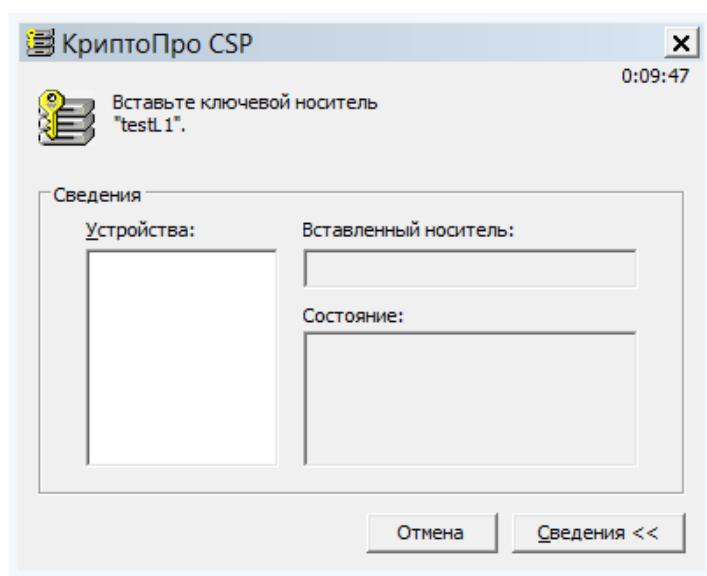 КриптоПро CSP
0:09:47
Вставьте ключевой носитель
"testL1".
Сведения
Устройства:
Вставленный носитель:
Состояние:
Отмена
Сведения <<